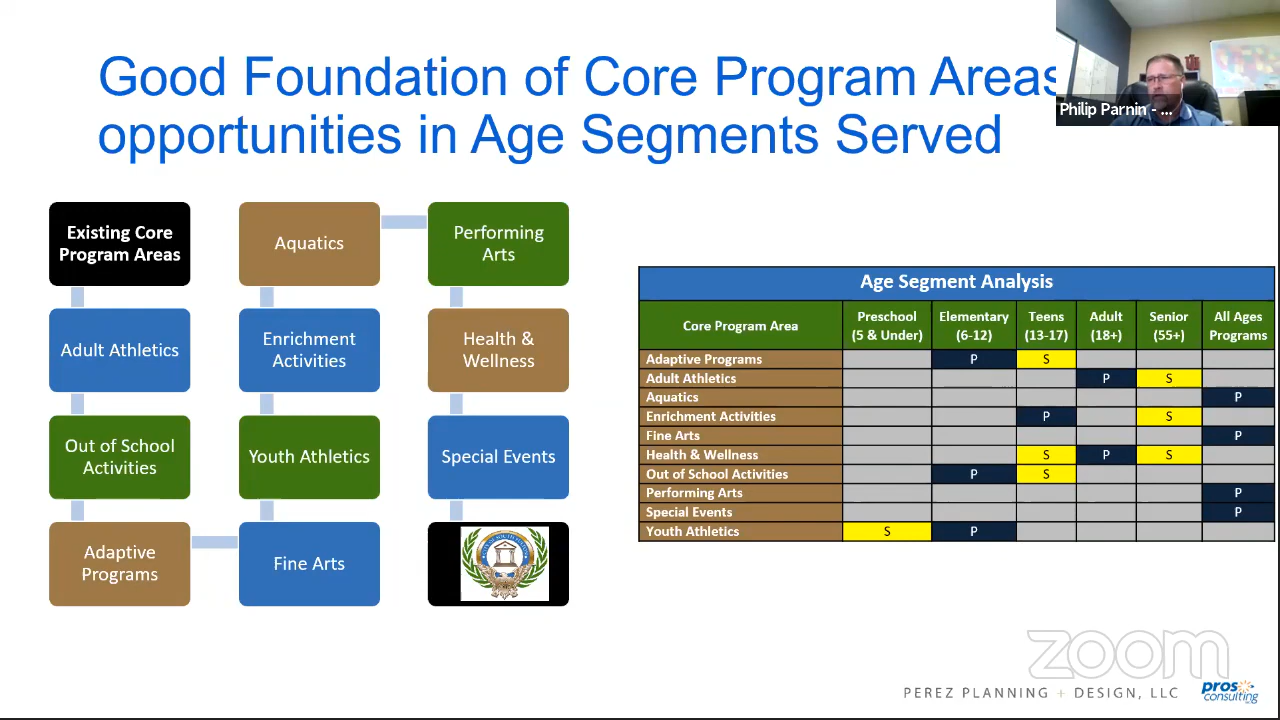 Good Foundation of Core Program Areas
opportunities in Age Segments Served
Philip Parnin - ...
Existing Core
Program Areas
Adult Athletics
Out of School
Activities
Adaptive
Programs
Aquatics
Enrichment
Activities
Youth Athletics
Fine Arts
Performing
Arts
Health &
Wellness
Special Events
Age Segment Analysis
Core Program Area
Preschool
(5 & Under)
Elementary
(6-12)
Teens
(13-17)
Adult
(18+)
Senior
(55+)
All Ages
Programs
Adaptive Programs P S
Adult Athletics P S
Aquatics P
Enrichment Activities P S
Fine Arts P
Health & Wellness S P S
Out of School Activities P S
Performing Arts P
Special Events P
Youth Athletics S P
zoom
PEREZ PLANNING + DESIGN, LLC
pros
consulting